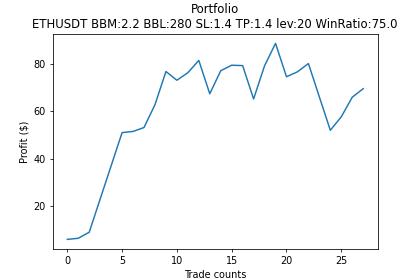 Portfolio
ETHUSDT BBM:2.2 BBL:280 SL:1.4 TP:1.4 lev:20 WinRatio:75.0
80
60
40
20
Profit ($)
0 5 10 15 20 25
Trade counts